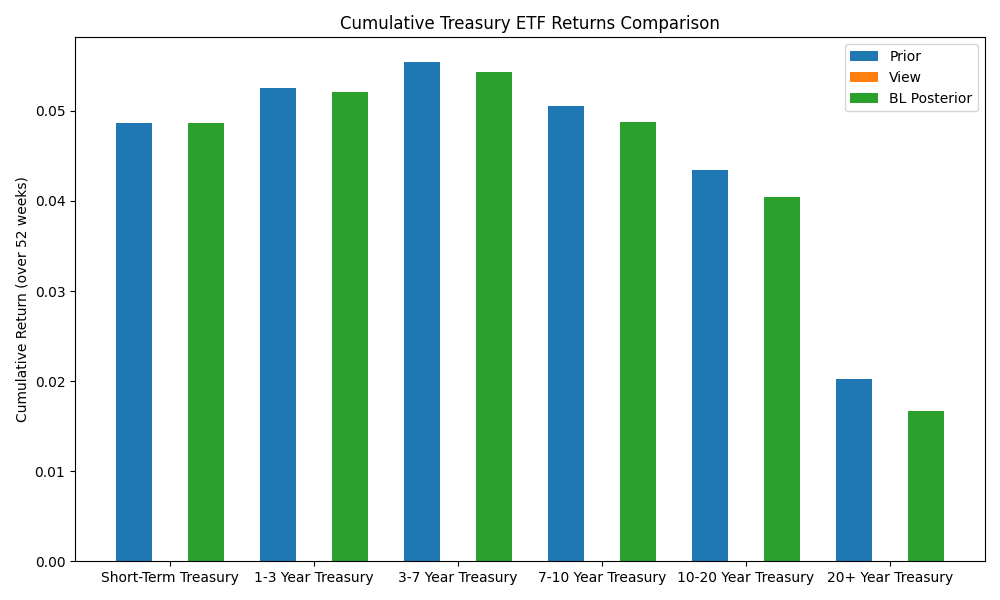 Cumulative Treasury ETF Returns Comparison
Prior
View
BL Posterior
Cumulative Return (over 52 weeks)
0.05
0.04
0.03
0.02
0.01
0.00
Short-Term Treasury
1-3 Year Treasury
3-7 Year Treasury
7-10 Year Treasury
10-20 Year Treasury
20+ Year Treasury